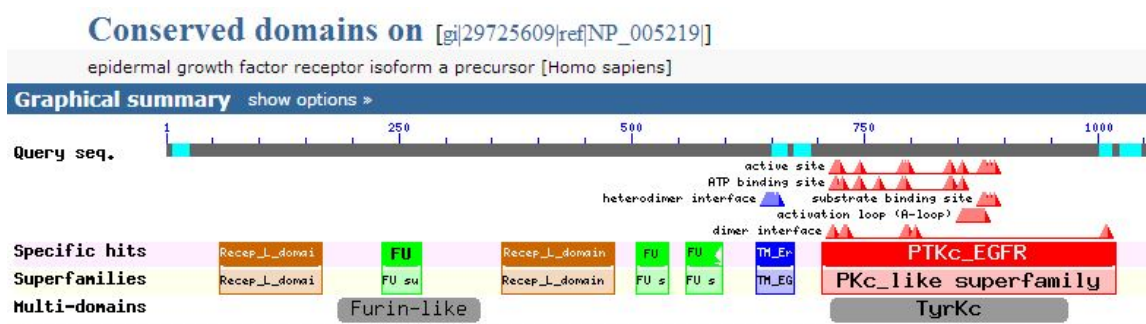 Conserved domains on [gi|29725609|ref|NP_005219|]
epidermal growth factor receptor isoform a precursor [Homo sapiens]
Graphical summary show options »
1 250 500 750 1000
Query seq.
active site
ATP binding site
heterodimer interface substrate binding site
activation loop (A-loop)
dimer interface
Specific hits Recep_L_domai FU Recep_L_domain FU FU TM_Er PTKc_EGFR
Superfamilies Recep_L_domai FU su Recep_L_domain FU s FU s TM_EG PKc_like superfamily
Multi-domains Furin-like TyrKc